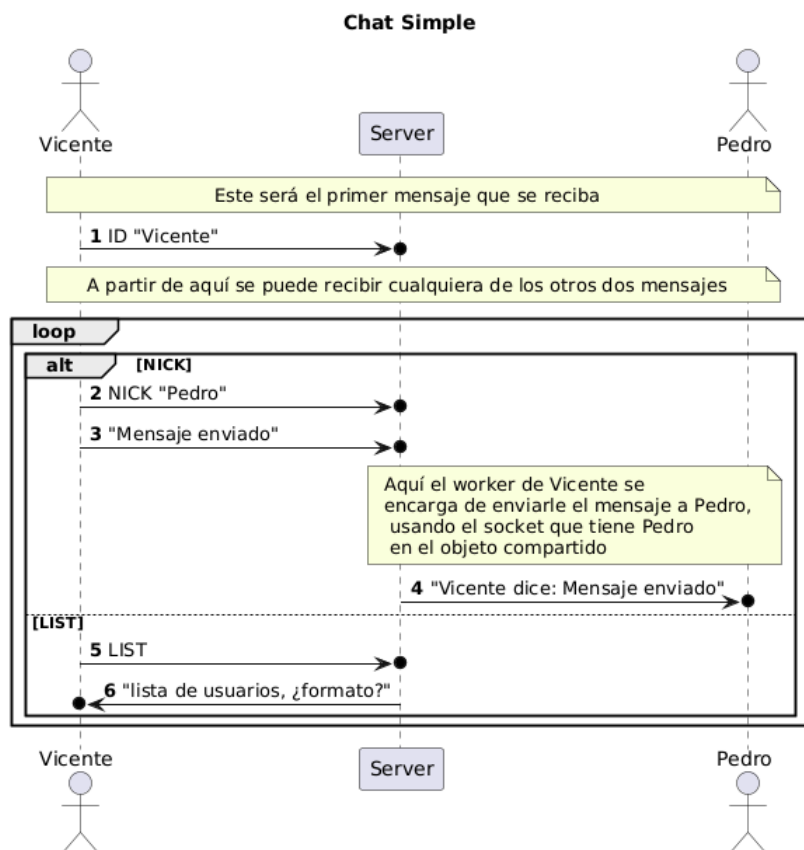 Chat Simple
Vicente
Server
Pedro
Este será el primer mensaje que se reciba
1 ID "Vicente"
A partir de aquí se puede recibir cualquiera de los otros dos mensajes
loop
alt [NICK]
2 NICK "Pedro"
3 "Mensaje enviado"
Aquí el worker de Vicente se
encarga de enviarle el mensaje a Pedro,
usando el socket que tiene Pedro
en el objeto compartido
4 "Vicente dice: Mensaje enviado"
[LIST]
5 LIST
6 "lista de usuarios, ¿formato?"
Vicente
Server
Pedro